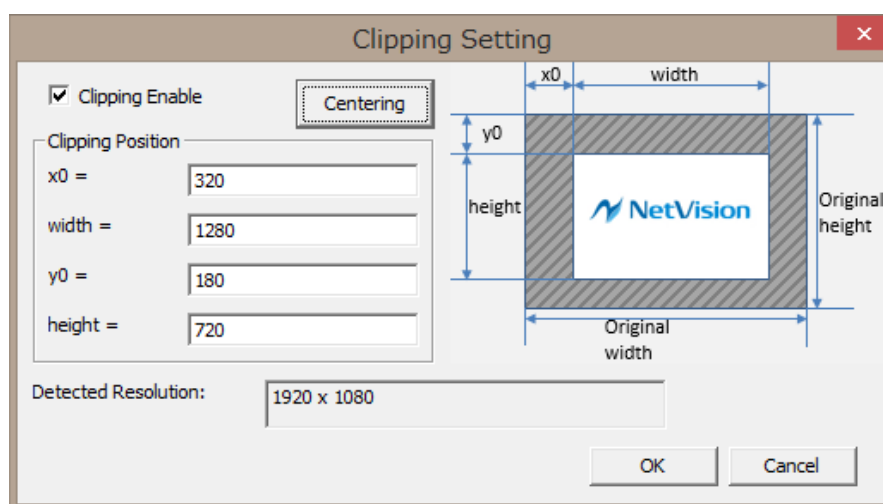 Clipping Setting
x
Clipping Enable
Centering
Clipping Position
x0 =
320
width =
1280
y0 =
180
height =
720
x0
width
y0
height
NetVision
Original
height
Original
width
Detected Resolution:
1920 x 1080
OK
Cancel